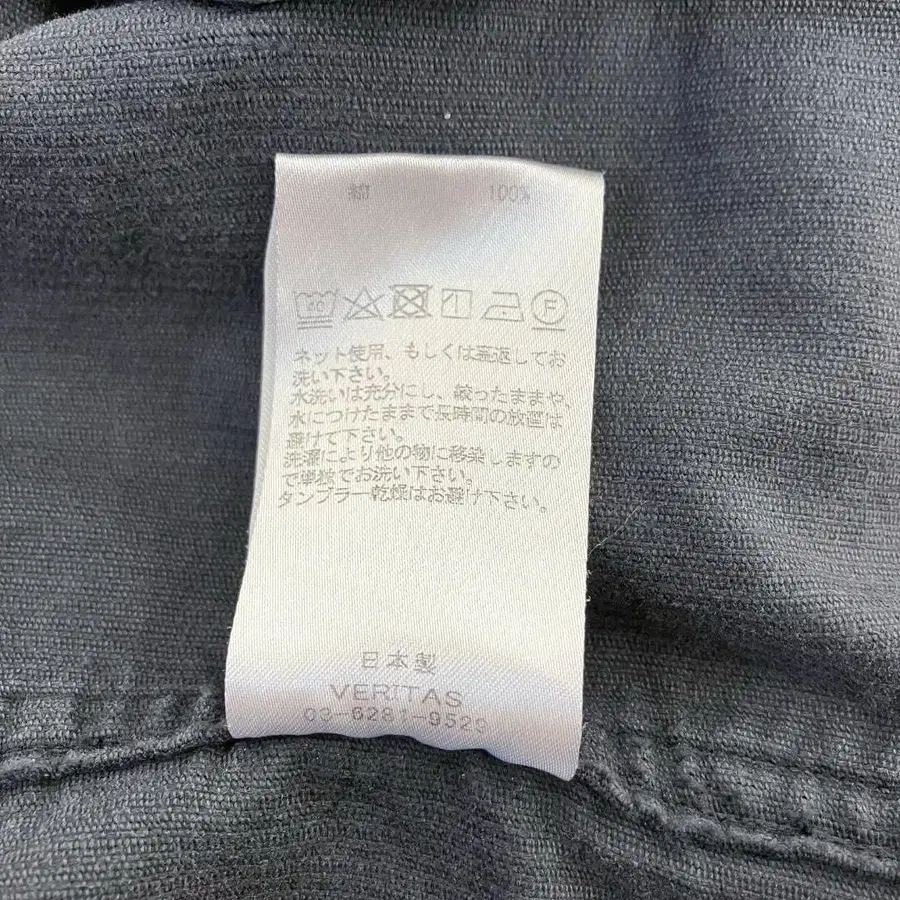 綿 100%
40 F
ネット使用、もしくは裏返してお
洗い下さい。
水洗いは充分にし、絞ったままや、
水につけたままで長時間の放置は
避けて下さい。
洗濯により他の物に移染しますの
で単独でお洗い下さい。
タンブラー乾燥はお避け下さい。
日本製
VERITAS
03-6281-9523